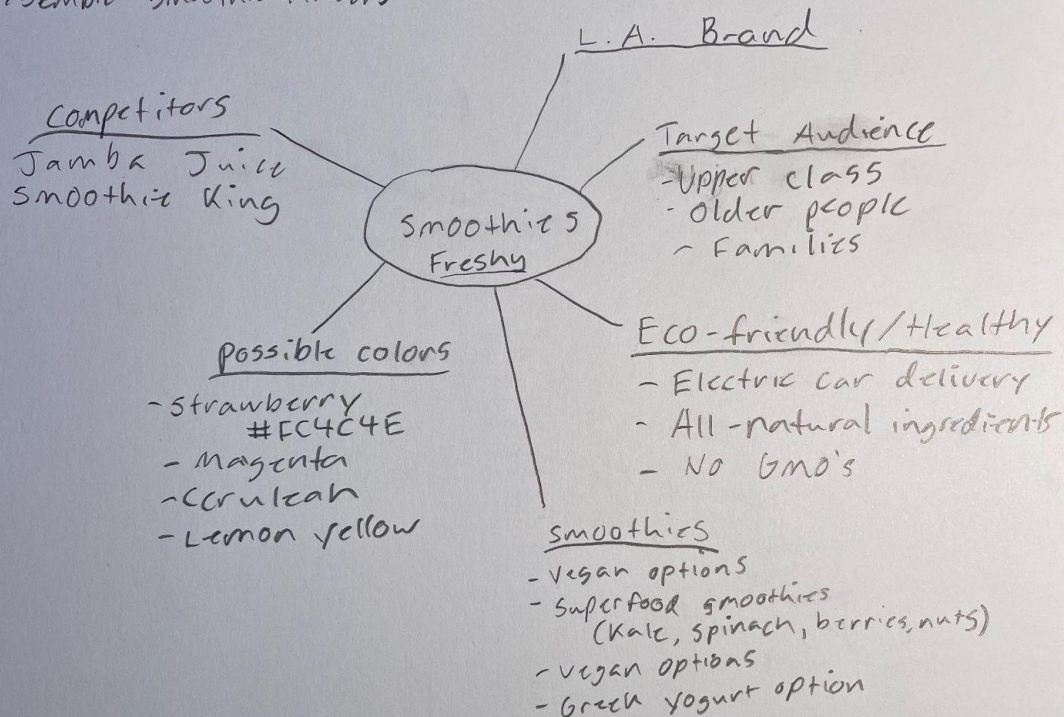 L.A. Brand
Competitors
Jamba Juice
Smoothie King
Target Audience
- Upper class
- Older people
- Families
Smoothies
Freshy
Eco-friendly/Healthy
- Electric car delivery
- All-natural ingredients
- No GMO's
Possible colors
- Strawberry
#FC4C4E
- Magenta
- Cerulean
- Lemon yellow
Smoothies
- Vegan options
- Superfood smoothies
(Kale, spinach, berries, nuts)
- Vegan options
- Greek yogurt option